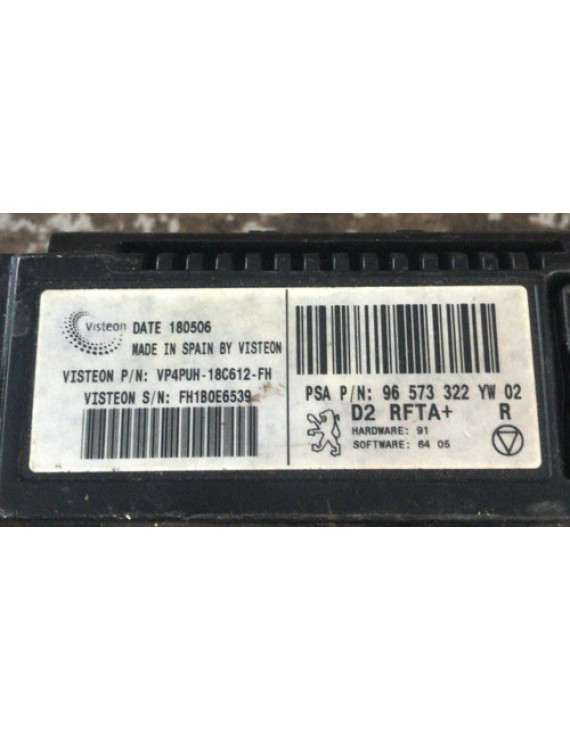 Visteon DATE 180506
MADE IN SPAIN BY VISTEON
VISTEON P/N: VP4PUH-18C612-FH
VISTEON S/N: FH1B0E6539
PSA P/N: 96 573 322 YW 02
D2 RFTA+ R
HARDWARE: 91
SOFTWARE: 64 05